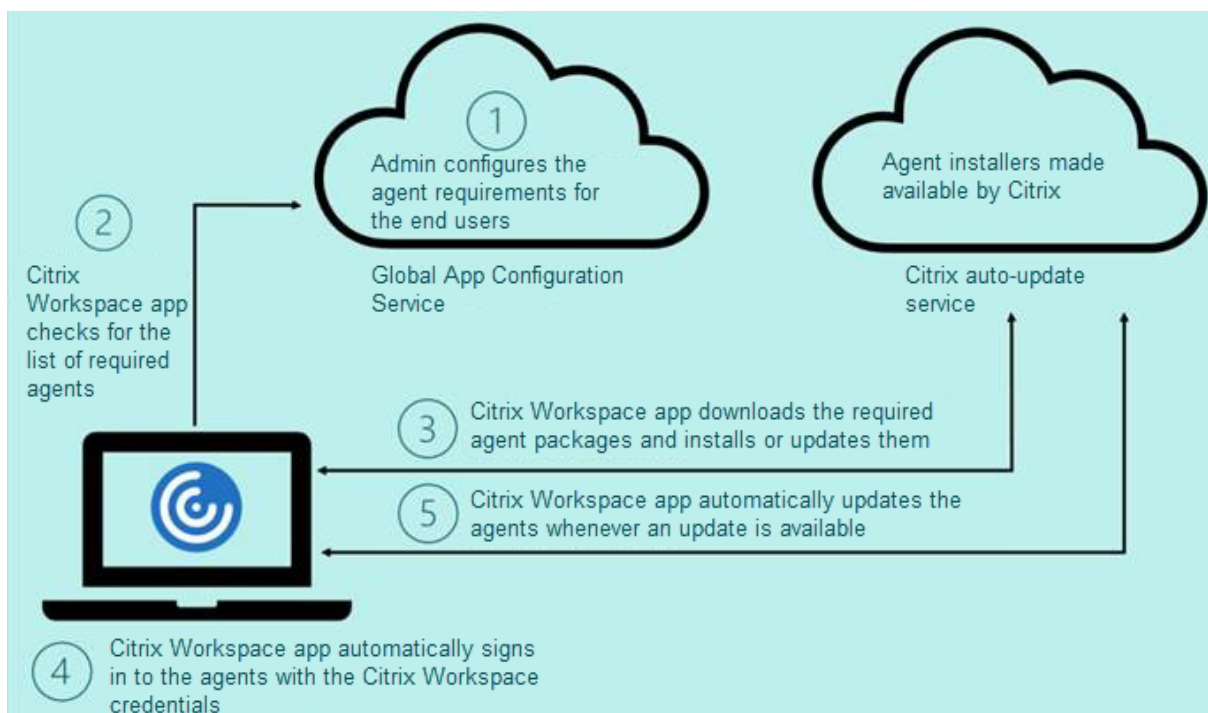 1
Admin configures the
agent requirements for
the end users
Global App Configuration
Service
Agent installers made
available by Citrix
Citrix auto-update
service
2
Citrix
Workspace app
checks for the
list of required
agents
3
Citrix Workspace app downloads the required
agent packages and installs or updates them
5
Citrix Workspace app automatically updates the
agents whenever an update is available
4
Citrix Workspace app automatically signs
in to the agents with the Citrix Workspace
credentials